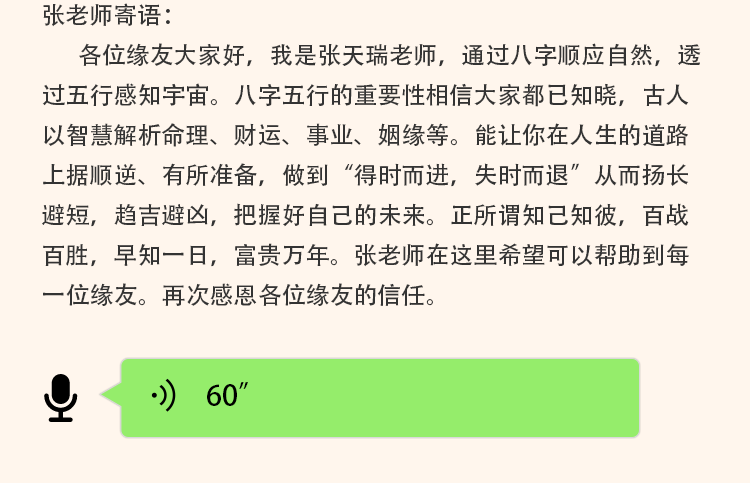 张老师寄语：
各位缘友大家好，我是张天瑞老师，通过八字顺应自然，透
过五行感知宇宙。八字五行的重要性相信大家都已知晓，古人
以智慧解析命理、财运、事业、姻缘等。能让你在人生的道路
上据顺逆、有所准备，做到“得时而进，失时而退”从而扬长
避短，趋吉避凶，把握好自己的未来。正所谓知己知彼，百战
百胜，早知一日，富贵万年。张老师在这里希望可以帮助到每
一位缘友。再次感恩各位缘友的信任。
60″